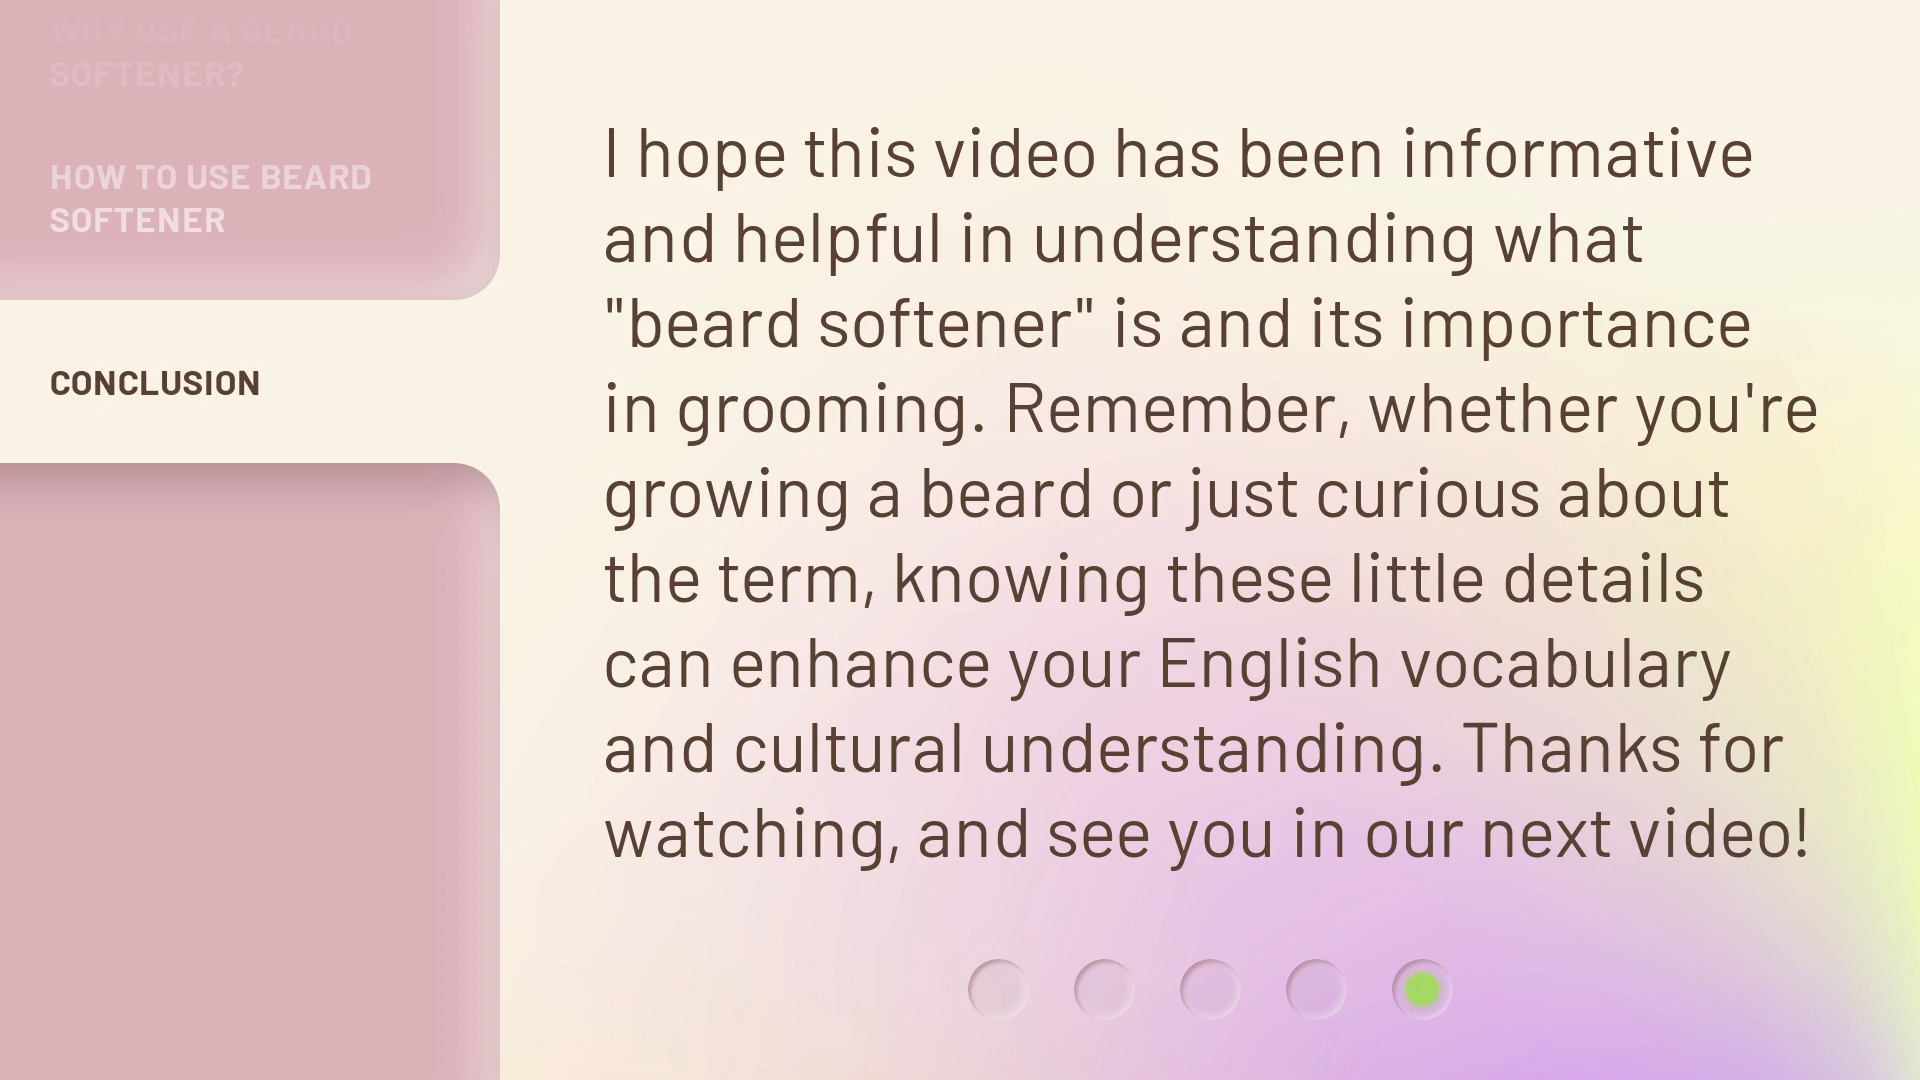 WHY USE A BEARD
SOFTENER?
HOW TO USE BEARD
SOFTENER
CONCLUSION
I hope this video has been informative
and helpful in understanding what
"beard softener" is and its importance
in grooming. Remember, whether you're
growing a beard or just curious about
the term, knowing these little details
can enhance your English vocabulary
and cultural understanding. Thanks for
watching, and see you in our next video!